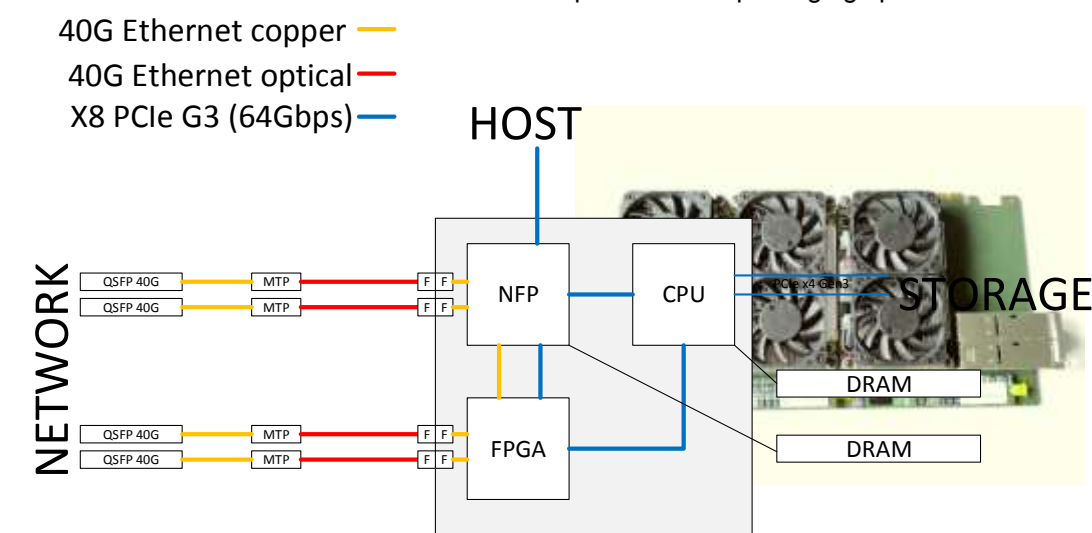 40G Ethernet copper
40G Ethernet optical
X8 PCIe G3 (64Gbps)
HOST
NETWORK
QSFP 40G MTP F F
QSFP 40G MTP F F
NFP
CPU
PCIe x4 Gen3
STORAGE
DRAM
QSFP 40G MTP F F
QSFP 40G MTP F F
FPGA
DRAM